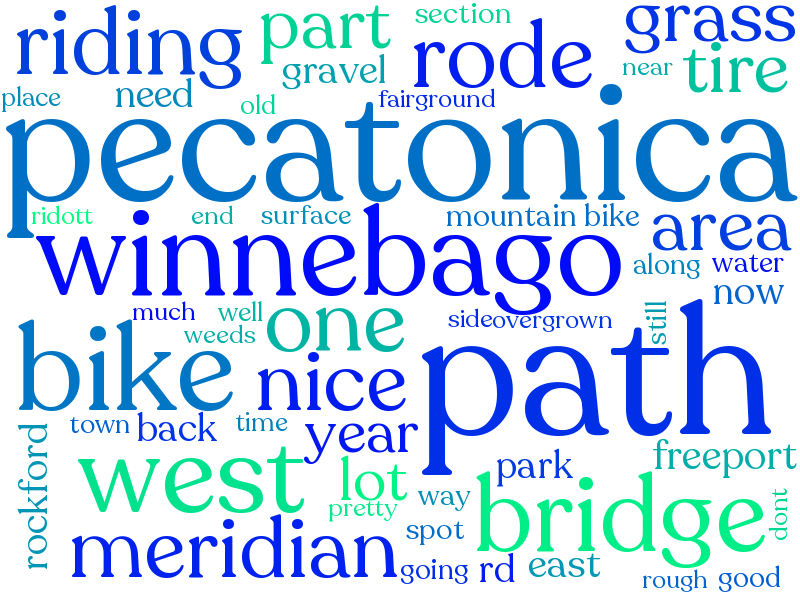 section
riding part rode grass
gravel near tire
place need old fairground
pecatonica
ridott end surface mountain bike area
winnebago along water
now
much well one side overgrown still
weeds
bike nice path
town back time year
rockford west lot park freeport
pretty way bridge dont
spot
meridian going rd east
rough good